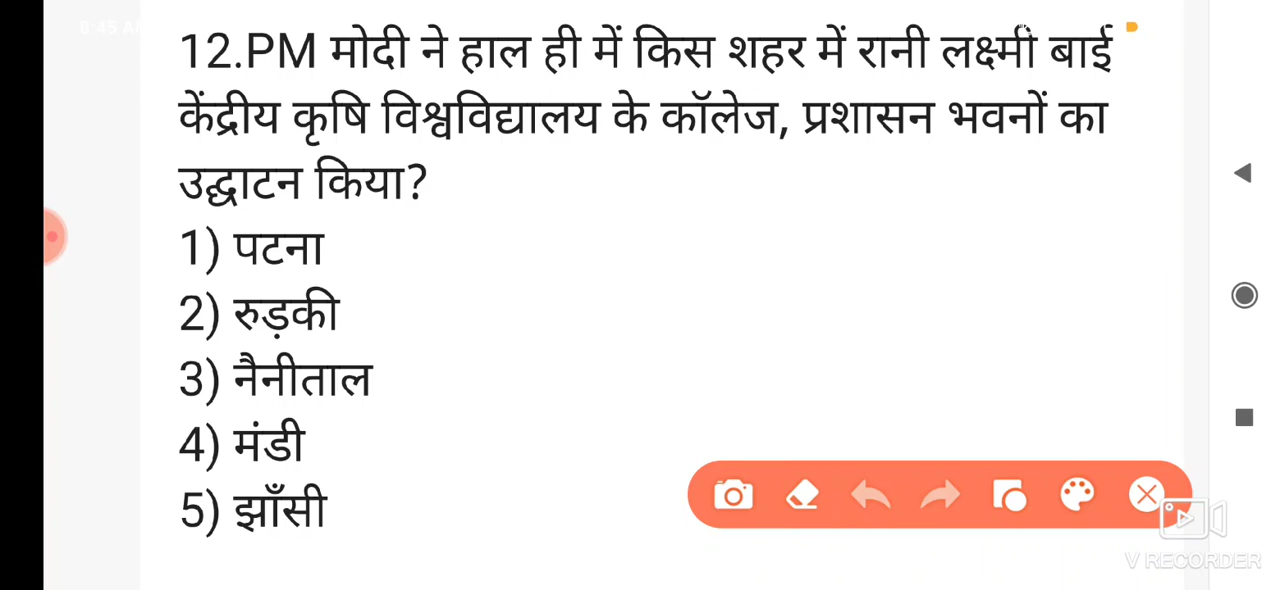 12.PM मोदी ने हाल ही में किस शहर में रानी लक्ष्मी बाई
केंद्रीय कृषि विश्वविद्यालय के कॉलेज, प्रशासन भवनों का
उद्घाटन किया?
1) पटना
2) रुड़की
3) नैनीताल
4) मंडी
5) झाँसी
V RECORDER